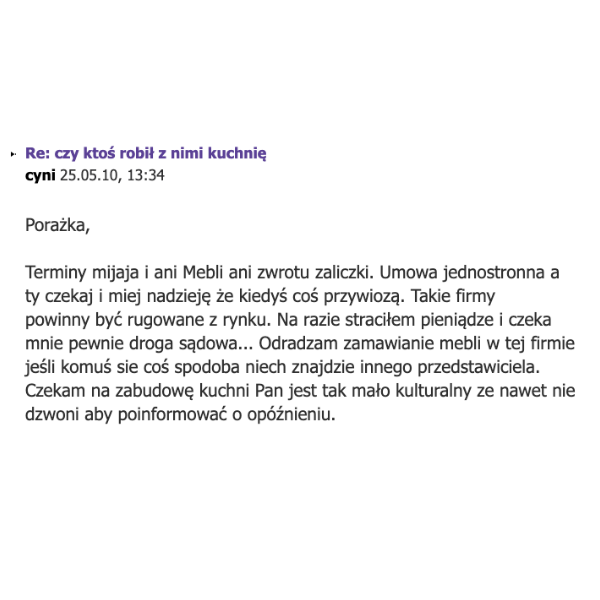 Re: czy ktoś robił z nimi kuchnię
cyni 25.05.10, 13:34
Porażka,
Terminy mijaja i ani Mebli ani zwrotu zaliczki. Umowa jednostronna a
ty czekaj i miej nadzieję że kiedyś coś przywiozą. Takie firmy
powinny być rugowane z rynku. Na razie straciłem pieniądze i czeka
mnie pewnie droga sądowa... Odradzam zamawianie mebli w tej firmie
jeśli komuś sie coś spodoba niech znajdzie innego przedstawiciela.
Czekam na zabudowę kuchni Pan jest tak mało kulturalny ze nawet nie
dzwoni aby poinformować o opóźnieniu.